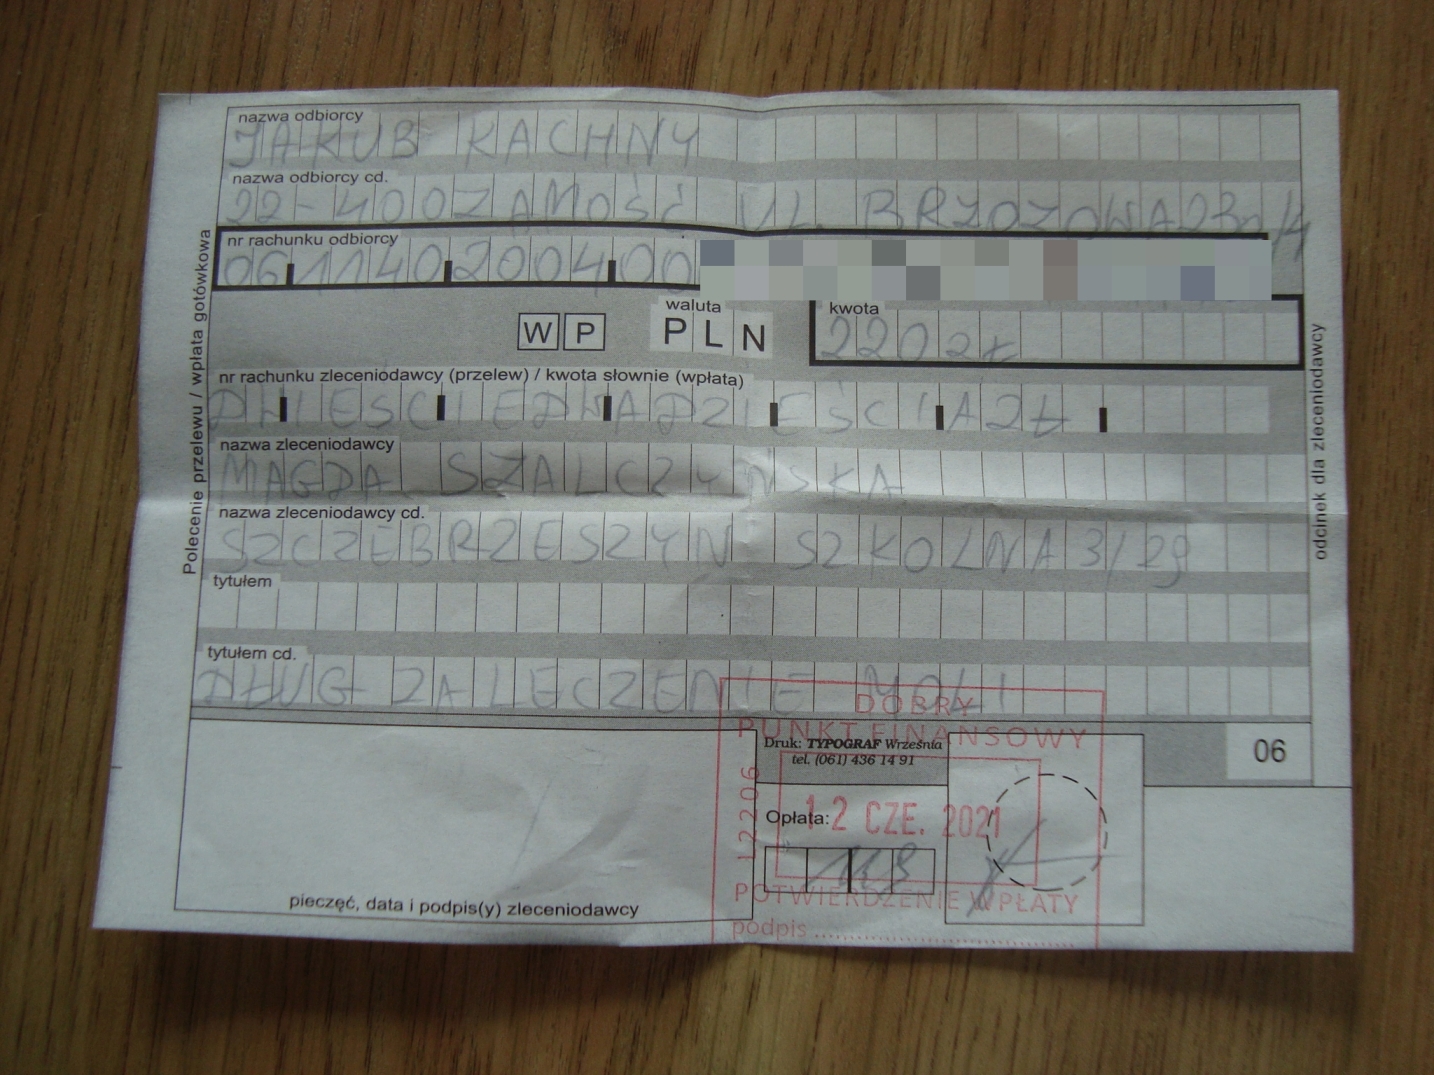 nazwa odbiorcy
JAKUB KACHNY
nazwa odbiorcy cd.
22-400 ZAMOŚĆ UL. BRZOZOWA
nr rachunku odbiorcy
06 1140 2004 00
W P
waluta
PLN
kwota
220 zł
nr rachunku zleceniodawcy (przelew) / kwota słownie (wpłata)
DWIEŚCIE DWADZIEŚCIA ZŁ
nazwa zleceniodawcy
MAGDA SZALCZYŃSKA
nazwa zleceniodawcy cd.
SZCZEBRZESZYN SZKOLNA 3/29
tytułem
tytułem cd.
DŁUG ZA LECZENIE MOLI
Polecenie przelewu / wpłata gotówkowa
odcinek dla zleceniodawcy
06
Druk: TYPOGRAF Września
tel. (061) 436 14 91
Opłata:
DOBRY
PUNKT FINANSOWY
12 CZE. 2021
POTWIERDZENIE WPŁATY
podpis
pieczęć, data i podpis(y) zleceniodawcy